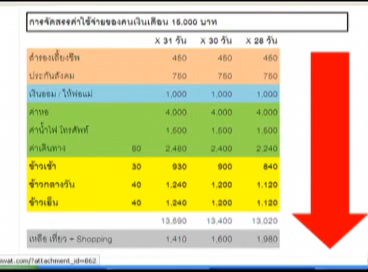 การจัดสรรค่าใช้จ่ายของคนเงินเดือน 15.000 บาท
X 31 วัน X 30 วัน X 28 วัน
สำรองเลี้ยงชีพ 450 450 450
ประกันสังคม 750 750 750
เงินออม / ให้พ่อแม่ 1,000 1,000 1,000
ค่าหอ 4,000 4,000 4,000
ค่าน้ำไฟ โทรศัพท์ 1,500 1,500 1,500
ค่าเดินทาง 80 2,480 2,400 2,240
ข้าวเช้า 30 930 900 840
ข้าวกลางวัน 40 1,240 1,200 1,120
ข้าวเย็น 40 1,240 1,200 1,120
13,590 13,400 13,020
เหลือ เที่ยว + Shopping 1,410 1,600 1,980
iwat.com/?attachment_id=862